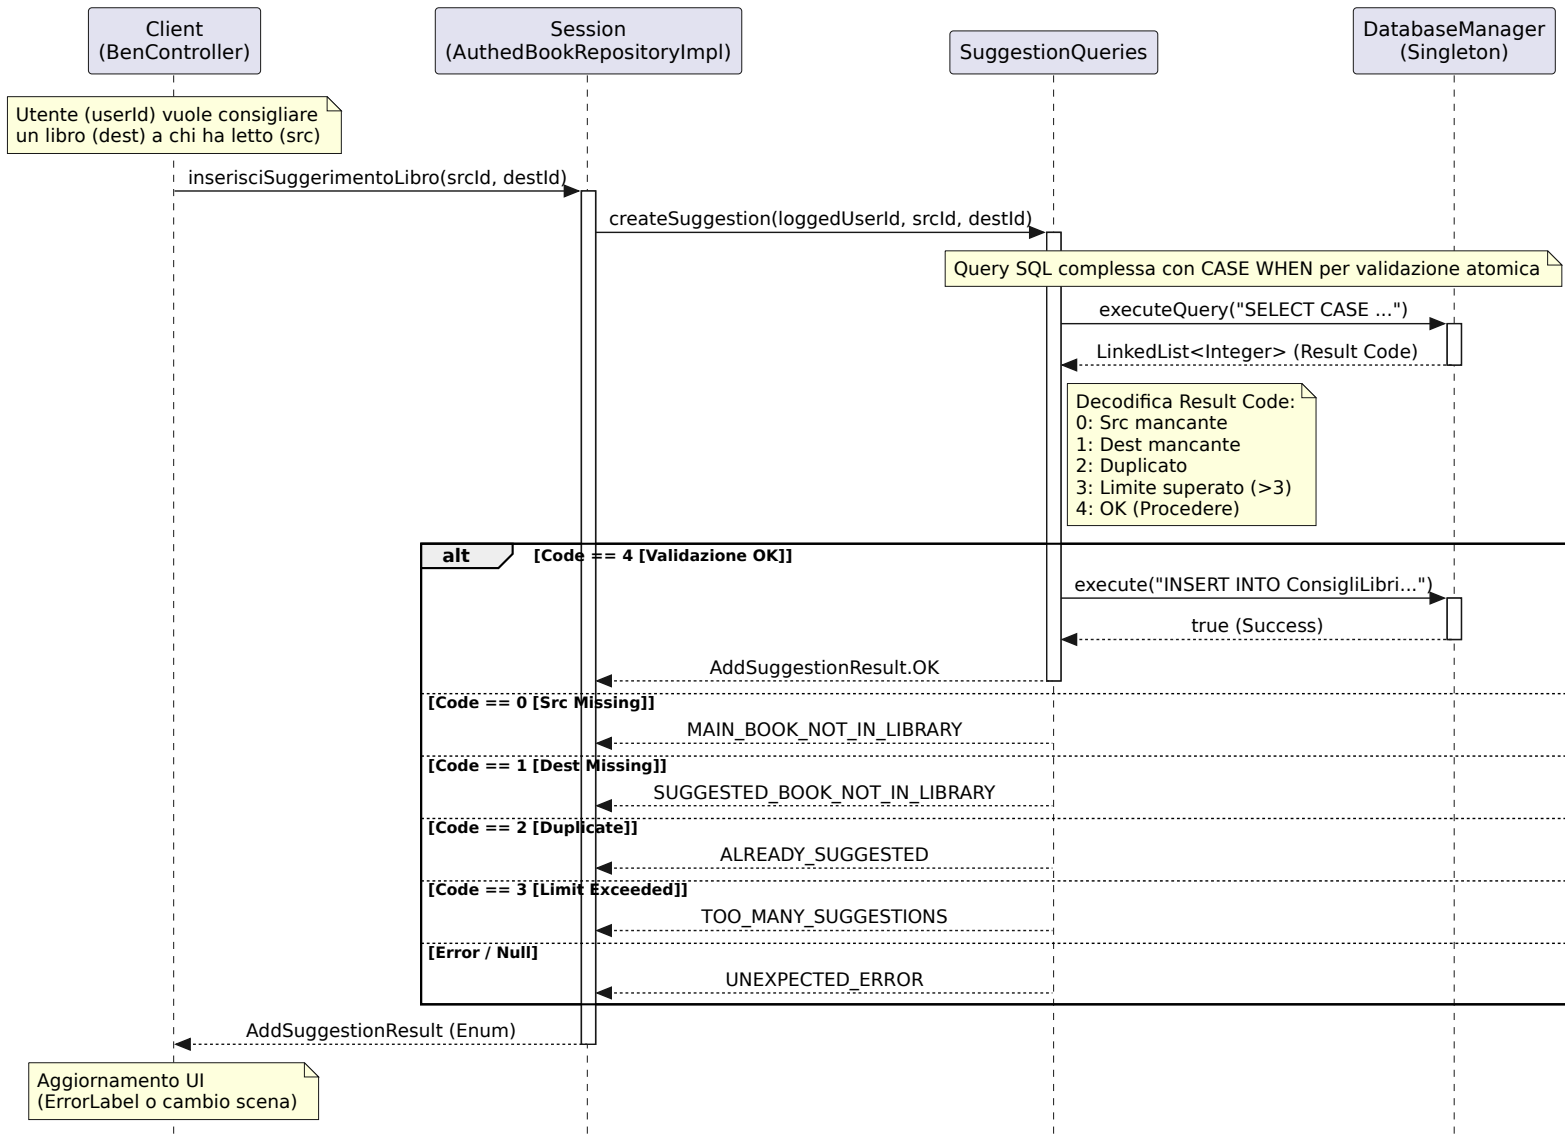 Client
(BenController)
Session
(AuthedBookRepositoryImpl)
SuggestionQueries
DatabaseManager
(Singleton)
Utente (userId) vuole consigliare
un libro (dest) a chi ha letto (src)
inserisciSuggerimentoLibro(srcId, destId)
createSuggestion(loggedUserId, srcId, destId)
Query SQL complessa con CASE WHEN per validazione atomica
executeQuery("SELECT CASE ...")
LinkedList<Integer> (Result Code)
Decodifica Result Code:
0: Src mancante
1: Dest mancante
2: Duplicato
3: Limite superato (>3)
4: OK (Procedere)
alt
[Code == 4 [Validazione OK]]
execute("INSERT INTO ConsigliLibri...")
true (Success)
AddSuggestionResult.OK
[Code == 0 [Src Missing]]
MAIN_BOOK_NOT_IN_LIBRARY
[Code == 1 [Dest Missing]]
SUGGESTED_BOOK_NOT_IN_LIBRARY
[Code == 2 [Duplicate]]
ALREADY_SUGGESTED
[Code == 3 [Limit Exceeded]]
TOO_MANY_SUGGESTIONS
[Error / Null]
UNEXPECTED_ERROR
AddSuggestionResult (Enum)
Aggiornamento UI
(ErrorLabel o cambio scena)